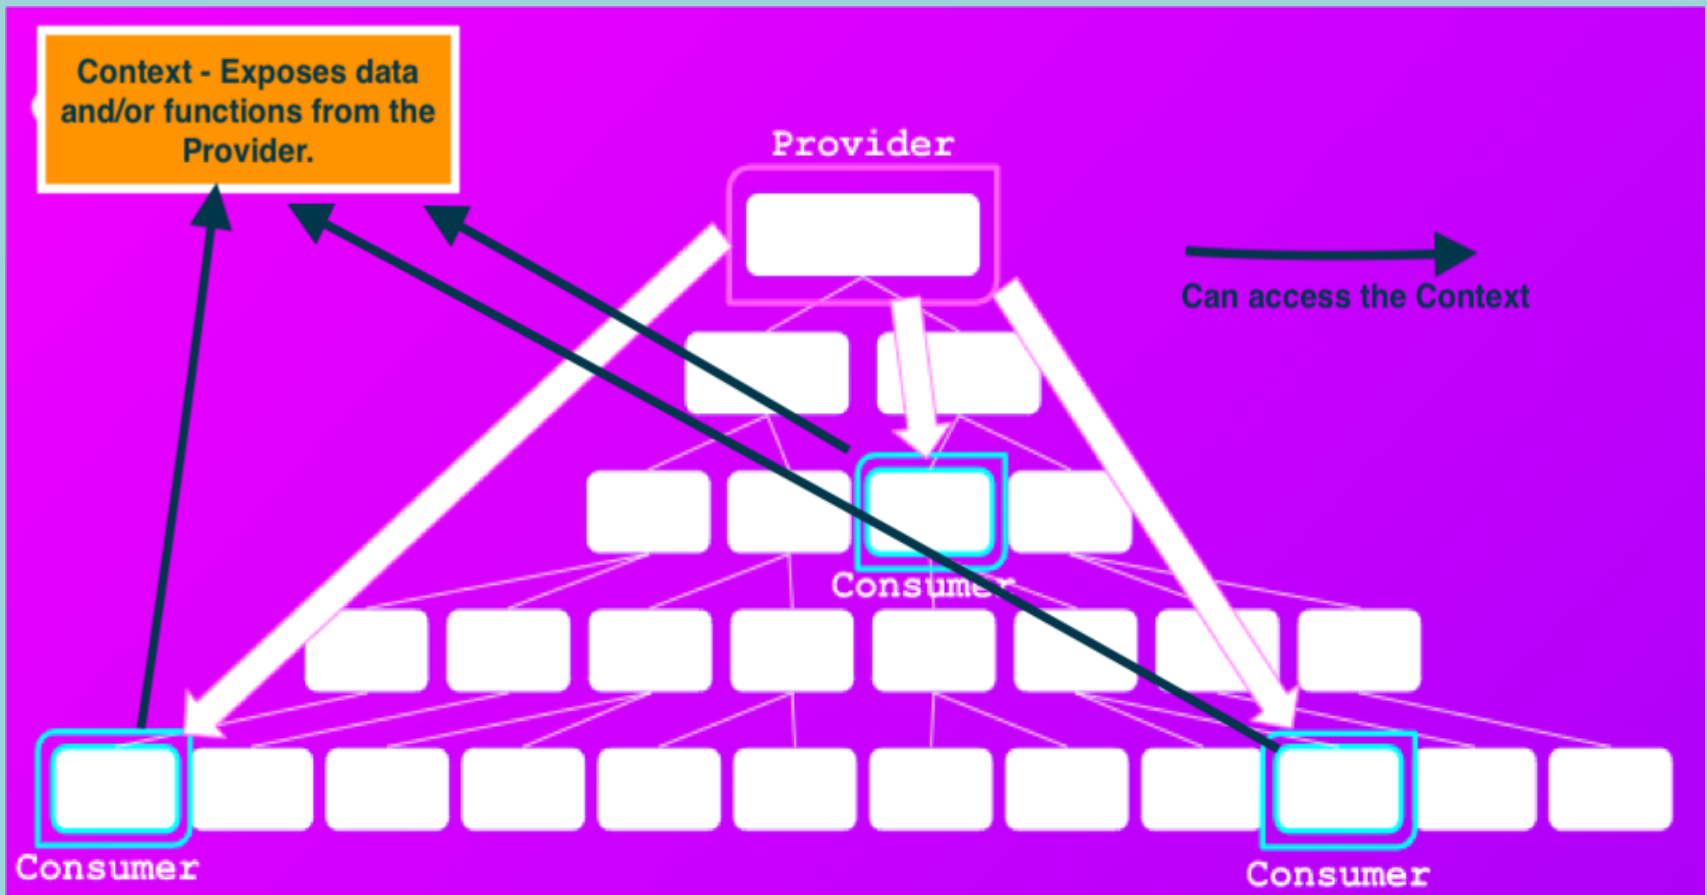 Context - Exposes data
and/or functions from the
Provider.
Provider
Can access the Context
Consumer
Consumer
Consumer